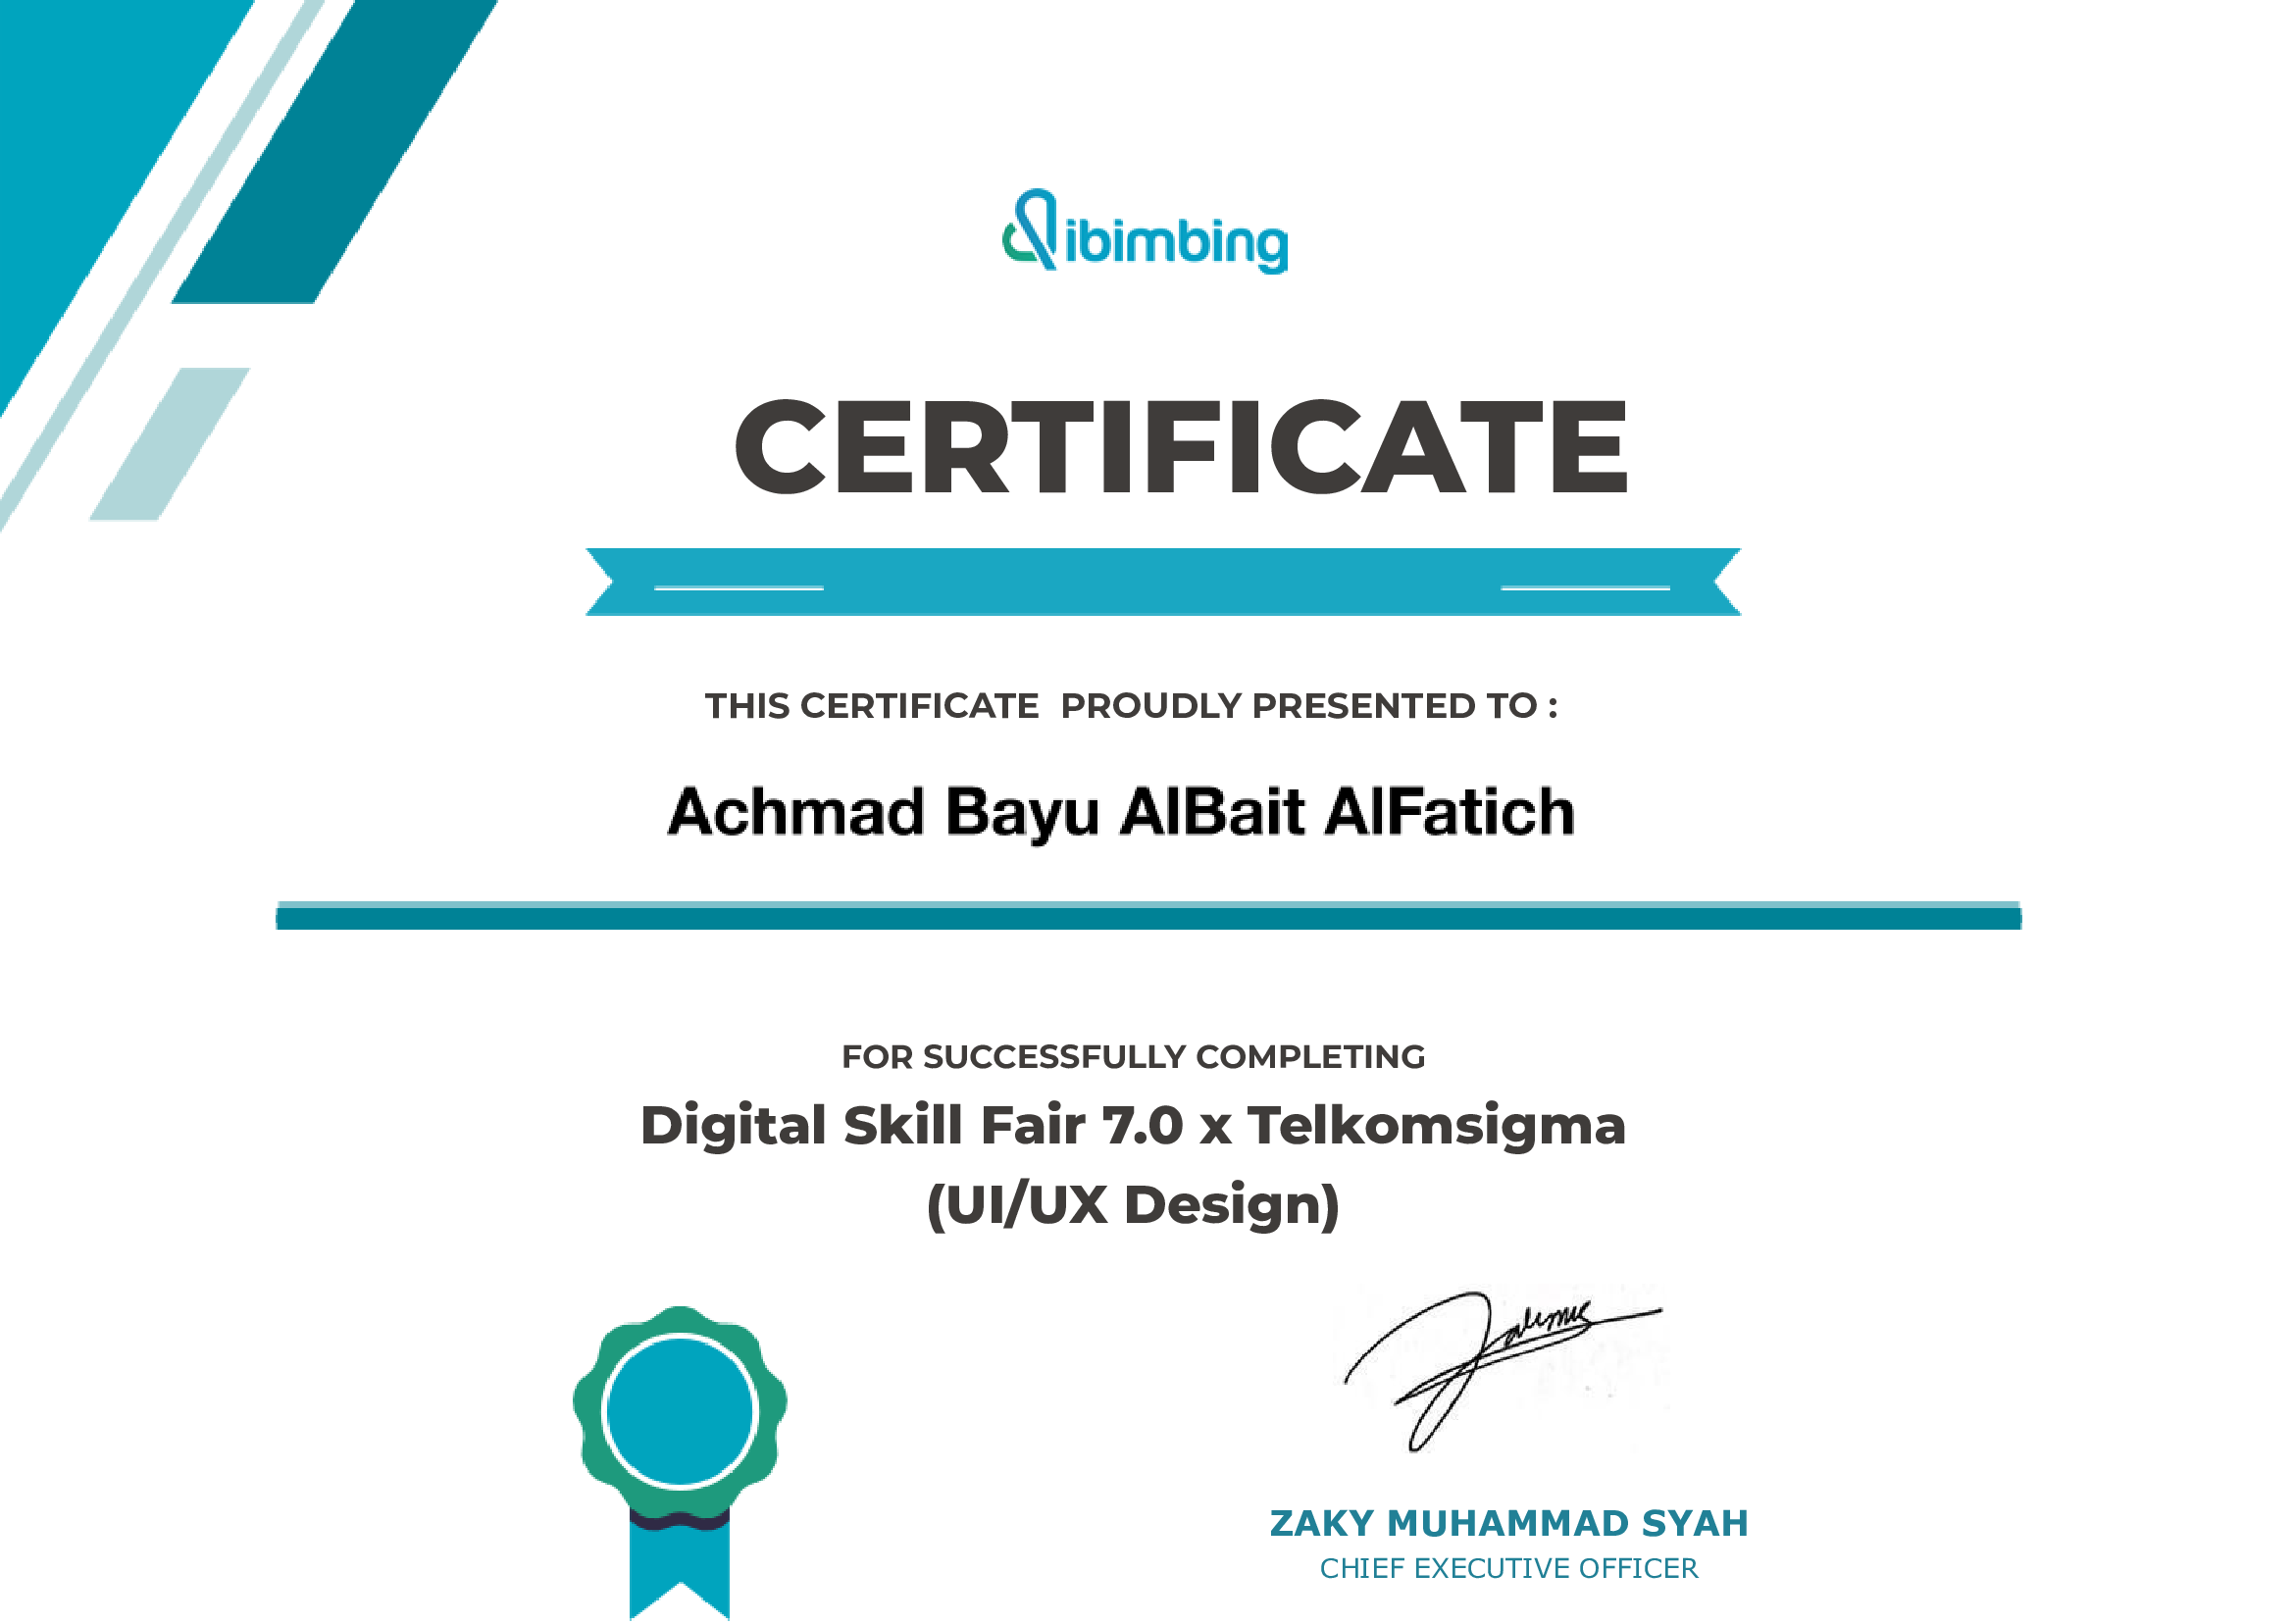 ibimbing
CERTIFICATE
THIS CERTIFICATE PROUDLY PRESENTED TO :
Achmad Bayu AlBait AlFatich
FOR SUCCESSFULLY COMPLETING
Digital Skill Fair 7.0 x Telkomsigma
(UI/UX Design)
ZAKY MUHAMMAD SYAH
CHIEF EXECUTIVE OFFICER